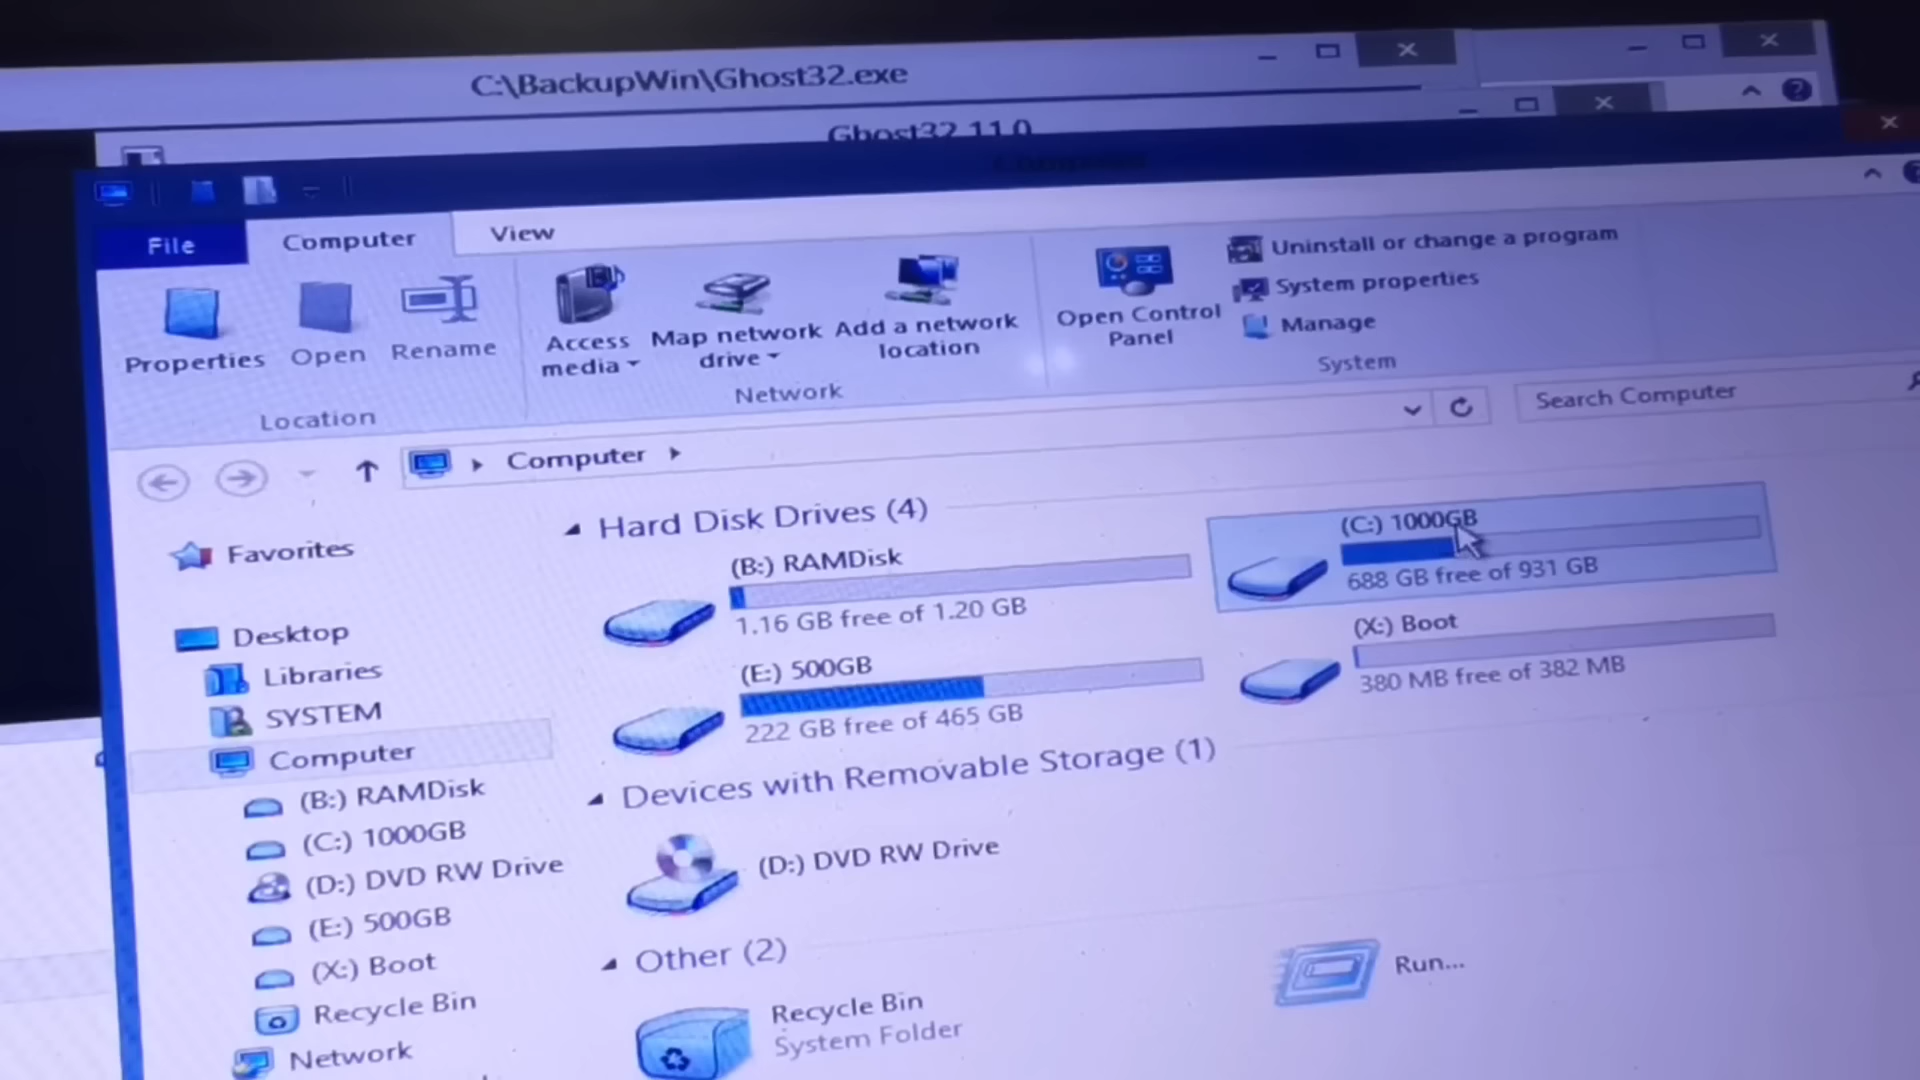 C:\BackupWin\Ghost32.exe
Ghost32 11.0
File
Computer
View
Properties
Open
Rename
Location
Access media
Map network drive
Add a network location
Network
Open Control Panel
Uninstall or change a program
System properties
Manage
System
Computer
Search Computer
Favorites
Desktop
Libraries
SYSTEM
Computer
(B:) RAMDisk
(C:) 1000GB
(D:) DVD RW Drive
(E:) 500GB
(X:) Boot
Recycle Bin
Network
Hard Disk Drives (4)
(B:) RAMDisk
1.16 GB free of 1.20 GB
(C:) 1000GB
688 GB free of 931 GB
(E:) 500GB
222 GB free of 465 GB
(X:) Boot
380 MB free of 382 MB
Devices with Removable Storage (1)
(D:) DVD RW Drive
Other (2)
Recycle Bin
System Folder
Run...